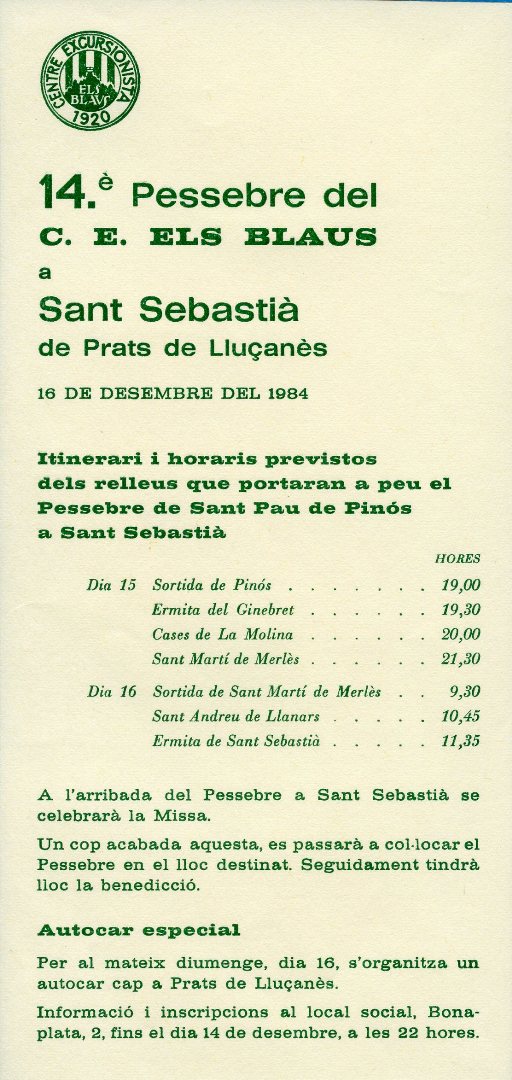 CENTRE EXCURSIONISTA
ELS
BLAUS
1920
14.è Pessebre del
C. E. ELS BLAUS
a
Sant Sebastià
de Prats de Lluçanès
16 DE DESEMBRE DEL 1984
Itinerari i horaris previstos
dels relleus que portaran a peu el
Pessebre de Sant Pau de Pinós
a Sant Sebastià
HORES
Dia 15 Sortida de Pinós . . . . . . . 19,00
Ermita del Ginebret . . . . . . 19,30
Cases de La Molina . . . . . . 20,00
Sant Martí de Merlès . . . . . . 21,30
Dia 16 Sortida de Sant Martí de Merlès . . 9,30
Sant Andreu de Llanars . . . . . 10,45
Ermita de Sant Sebastià . . . . . 11,35
A l'arribada del Pessebre a Sant Sebastià se
celebrarà la Missa.
Un cop acabada aquesta, es passarà a col·locar el
Pessebre en el lloc destinat. Seguidament tindrà
lloc la benedicció.
Autocar especial
Per al mateix diumenge, dia 16, s'organitza un
autocar cap a Prats de Lluçanès.
Informació i inscripcions al local social, Bona-
plata, 2, fins el dia 14 de desembre, a les 22 hores.